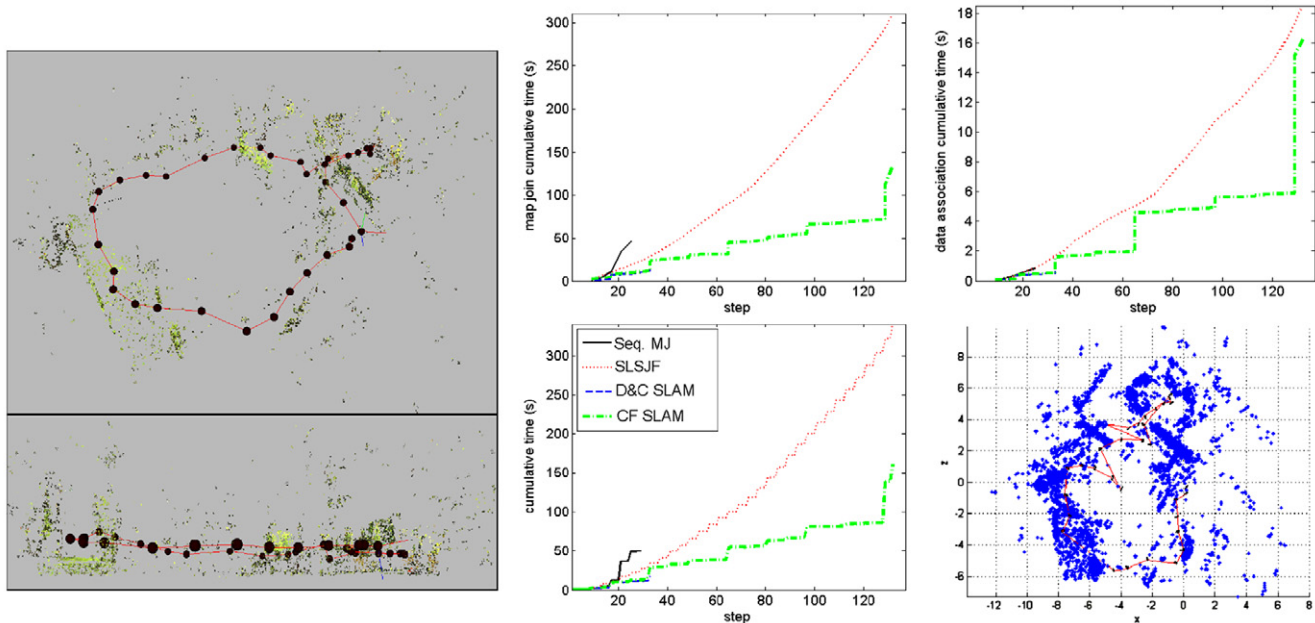 map join cumulative time (s)
300
250
200
150
100
50
0
20 40 60 80 100 120
step
data association cumulative time (s)
18
16
14
12
10
8
6
4
2
0
20 40 60 80 100 120
step
cumulative time (s)
300
250
200
150
100
50
0
Seq. MJ
SLSJF
D&C SLAM
CF SLAM
20 40 60 80 100 120
step
z
8
6
4
2
0
-2
-4
-6
-12 -10 -8 -6 -4 -2 0 2 4 6 8
x